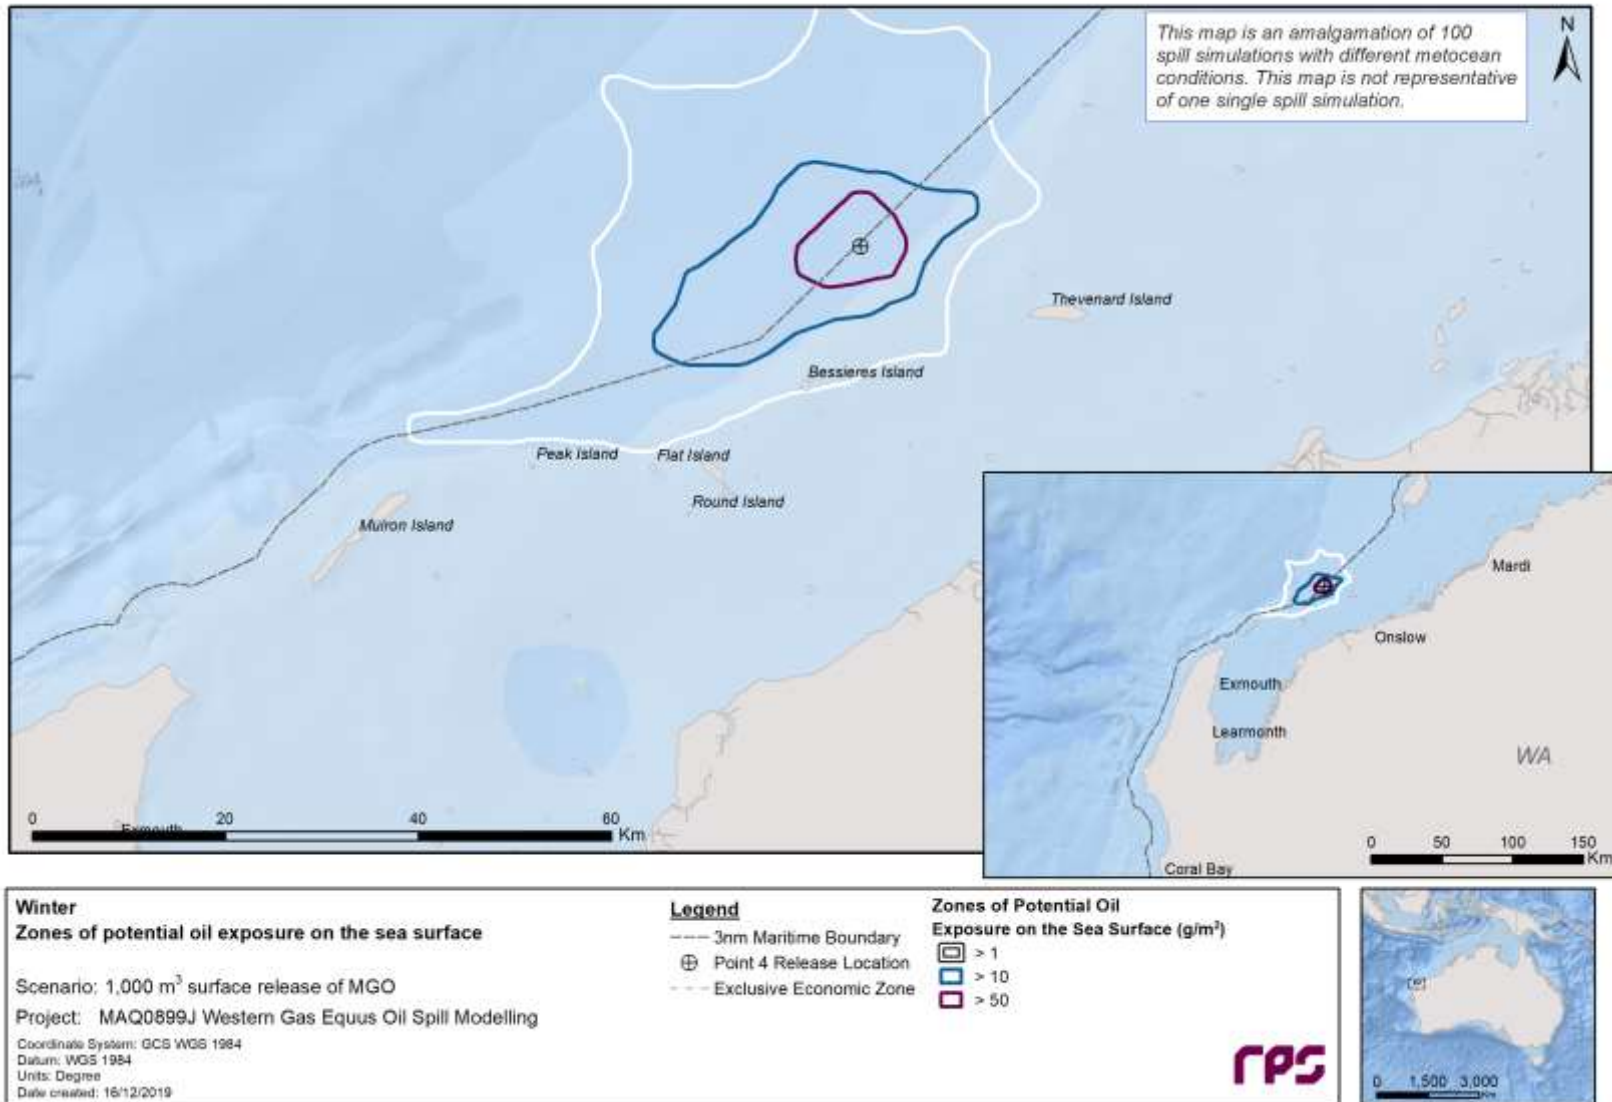 This map is an amalgamation of 100
spill simulations with different metocean
conditions. This map is not representative
of one single spill simulation.
N
Thevenard Island
Bessieres Island
Peak Island
Flat Island
Round Island
Muiron Island
Exmouth
0 20 40 60 Km
Mardi
Onslow
Exmouth
Learmonth
WA
Coral Bay
0 50 100 150 Km
Winter
Zones of potential oil exposure on the sea surface
Scenario: 1,000 m³ surface release of MGO
Project: MAQ0899J Western Gas Equus Oil Spill Modelling
Coordinate System: GCS WGS 1984
Datum: WGS 1984
Units: Degree
Date created: 16/12/2019
Legend
3nm Maritime Boundary
Point 4 Release Location
Exclusive Economic Zone
Zones of Potential Oil
Exposure on the Sea Surface (g/m²)
> 1
> 10
> 50
rps
0 1,500 3,000